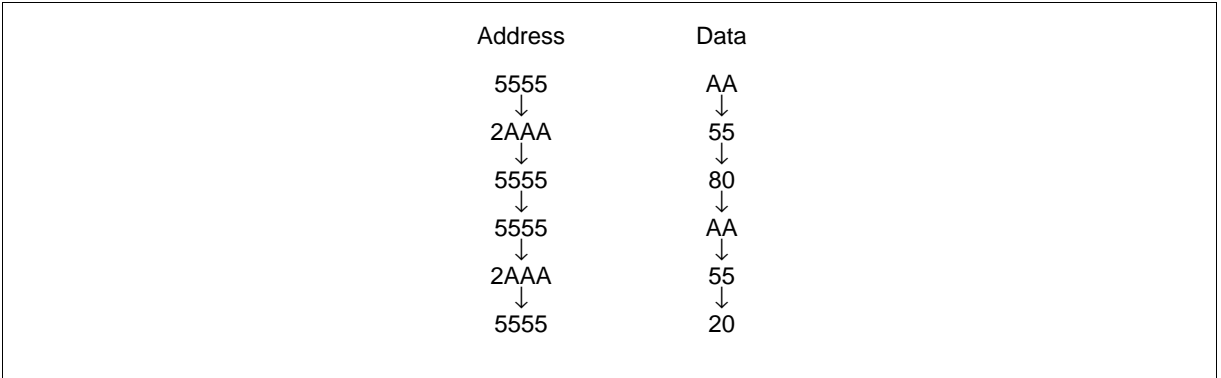 Address Data
5555 AA
↓ ↓
2AAA 55
↓ ↓
5555 80
↓ ↓
5555 AA
↓ ↓
2AAA 55
↓ ↓
5555 20